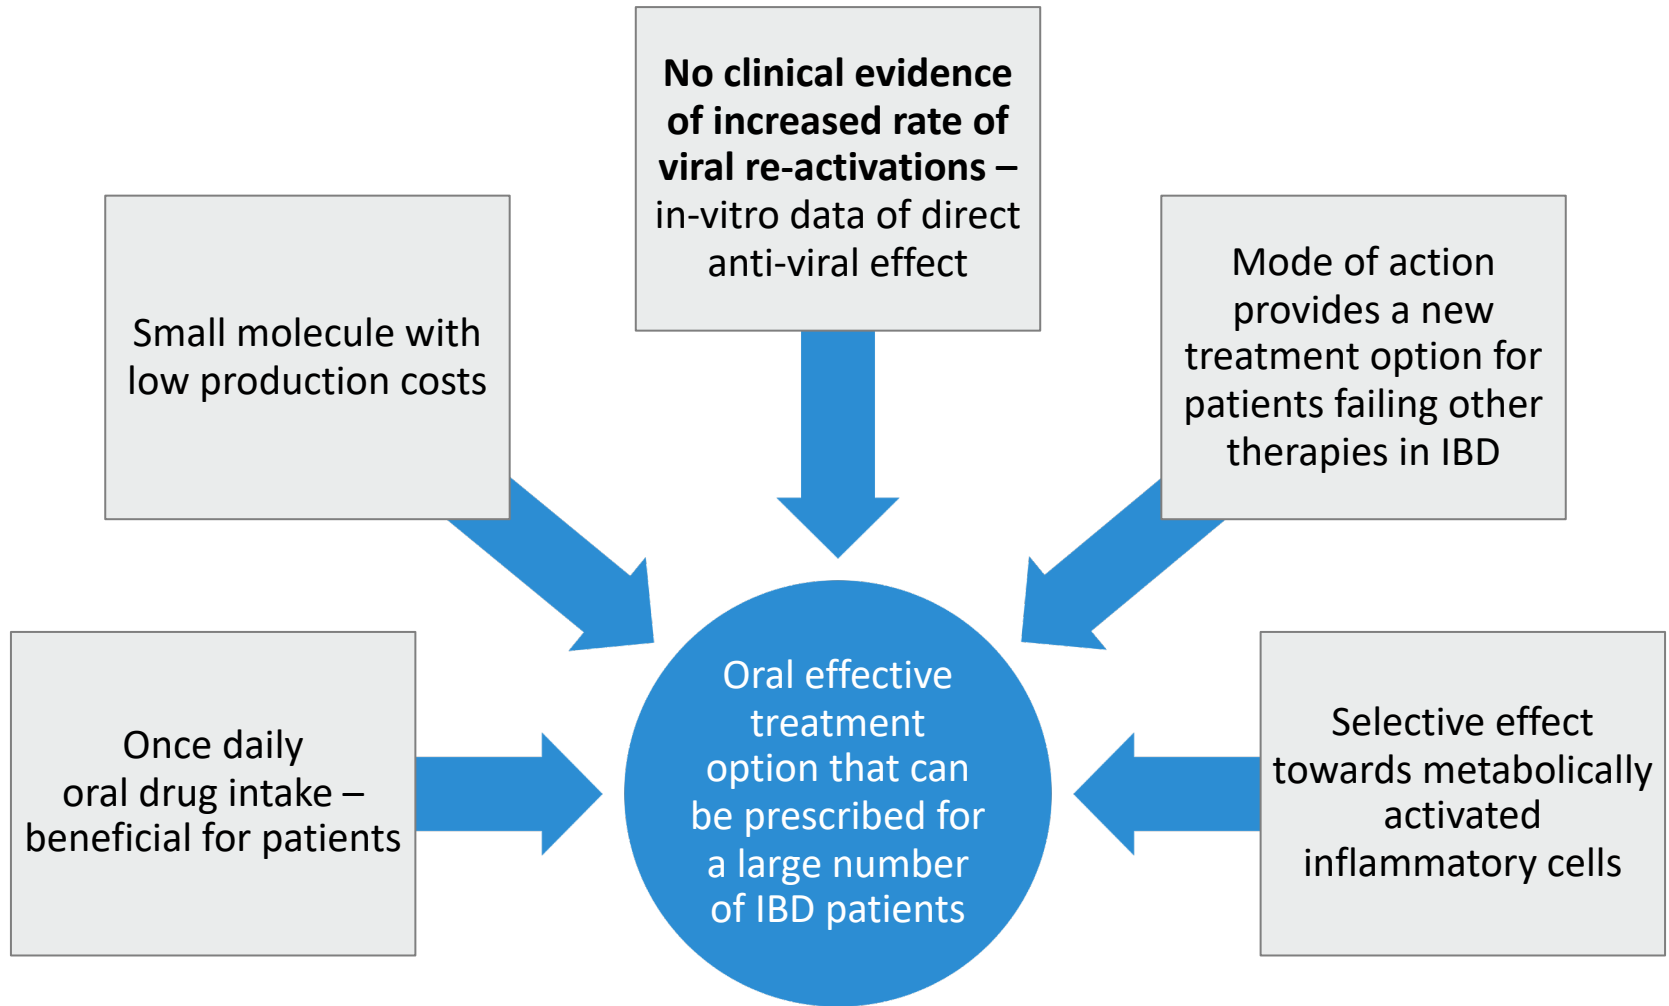 No clinical evidence
of increased rate of
viral re-activations –
in-vitro data of direct
anti-viral effect
Small molecule with
low production costs
Mode of action
provides a new
treatment option for
patients failing other
therapies in IBD
Once daily
oral drug intake –
beneficial for patients
Oral effective
treatment
option that can
be prescribed for
a large number
of IBD patients
Selective effect
towards metabolically
activated
inflammatory cells